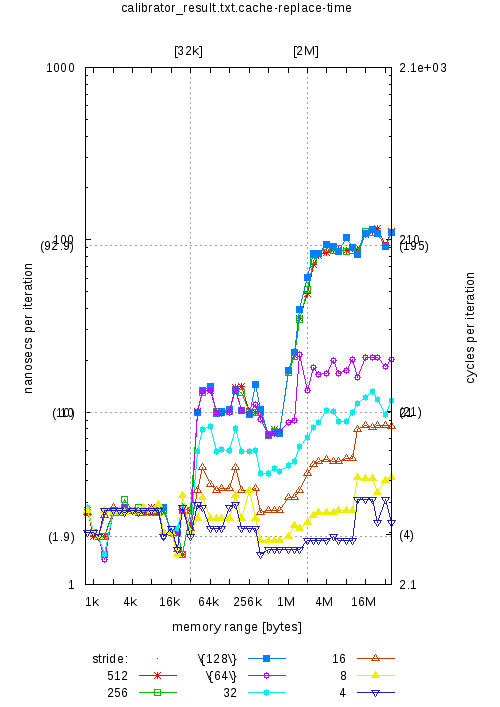 calibrator_result.txt.cache-replace-time
[32k] [2M]
1000 2.1e+03
100 210
(92.9) (195)
nanosecs per iteration
cycles per iteration
10 21
(10) (21)
(1.9) (4)
1 2.1
1k 4k 16k 64k 256k 1M 4M 16M
memory range [bytes]
stride: \{128\} 16
512 \{64\} 8
256 32 4